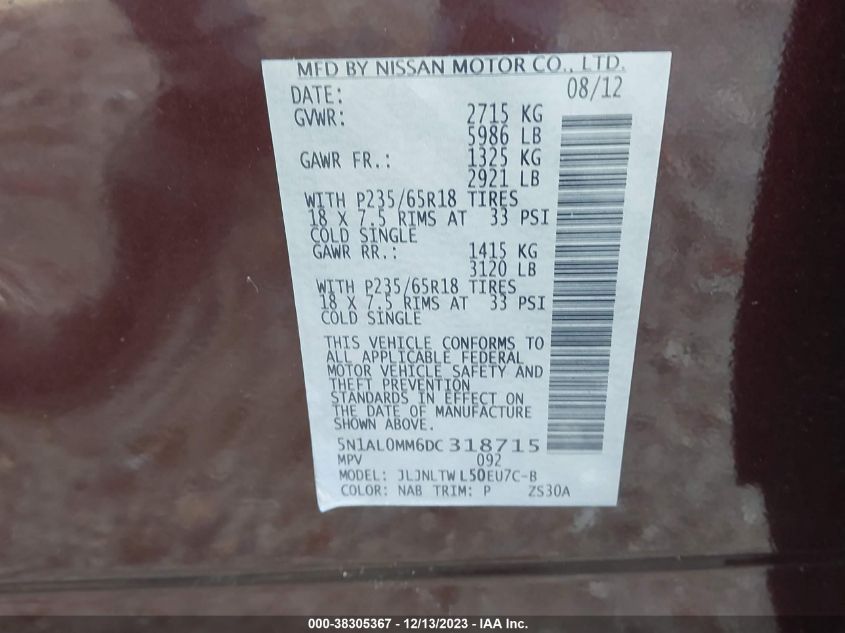 MFD BY NISSAN MOTOR CO., LTD.
DATE: 08/12
GVWR: 2715 KG
5986 LB
GAWR FR.: 1325 KG
2921 LB
WITH P235/65R18 TIRES
18 X 7.5 RIMS AT 33 PSI
COLD SINGLE
GAWR RR.: 1415 KG
3120 LB
WITH P235/65R18 TIRES
18 X 7.5 RIMS AT 33 PSI
COLD SINGLE
THIS VEHICLE CONFORMS TO
ALL APPLICABLE FEDERAL
MOTOR VEHICLE SAFETY AND
THEFT PREVENTION
STANDARDS IN EFFECT ON
THE DATE OF MANUFACTURE
SHOWN ABOVE.
5N1AL0MM6DC318715
MPV 092
MODEL: JLJNLTWL50EU7C-B
COLOR: NAB TRIM: P ZS30A
000-38305367 - 12/13/2023 - IAA Inc.